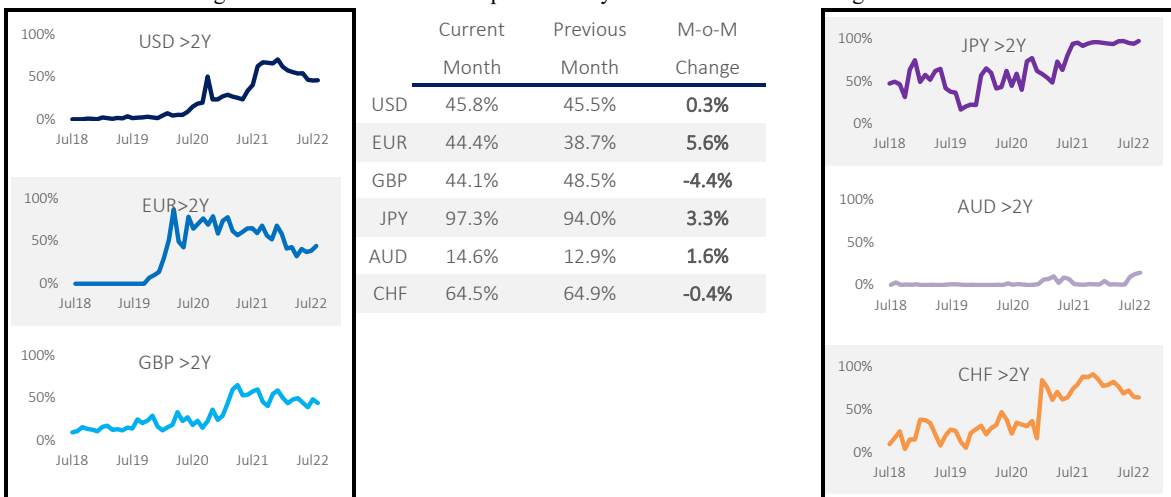 USD >2Y
100%
50%
0%
Jul18 Jul19 Jul20 Jul21 Jul22
EUR>2Y
100%
50%
0%
Jul18 Jul19 Jul20 Jul21 Jul22
GBP >2Y
100%
50%
0%
Jul18 Jul19 Jul20 Jul21 Jul22
Current Previous M-o-M
Month Month Change
USD 45.8% 45.5% 0.3%
EUR 44.4% 38.7% 5.6%
GBP 44.1% 48.5% -4.4%
JPY 97.3% 94.0% 3.3%
AUD 14.6% 12.9% 1.6%
CHF 64.5% 64.9% -0.4%
JPY >2Y
100%
50%
0%
Jul18 Jul19 Jul20 Jul21 Jul22
AUD >2Y
100%
50%
0%
Jul18 Jul19 Jul20 Jul21 Jul22
CHF >2Y
100%
50%
0%
Jul18 Jul19 Jul20 Jul21 Jul22